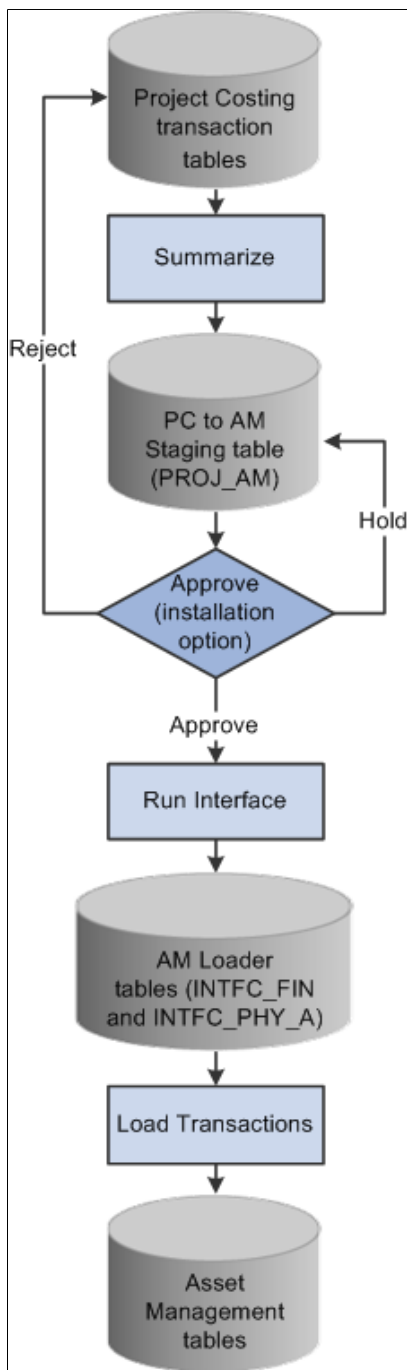 Project Costing
transaction
tables
Summarize
Reject
PC to AM
Staging table
(PROJ_AM)
Hold
Approve
(installation
option)
Approve
Run Interface
AM Loader
tables (INTFC_FIN
and INTFC_PHY_A)
Load Transactions
Asset
Management
tables